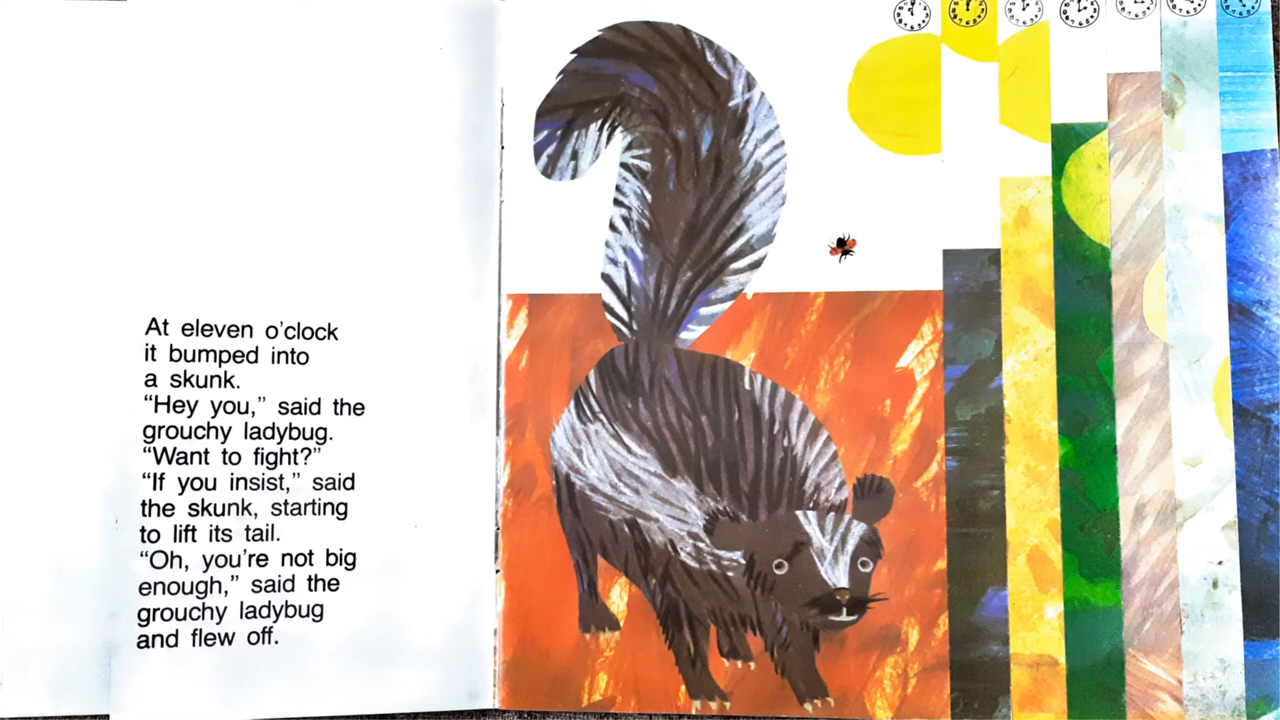 At eleven o'clock
it bumped into
a skunk.
“Hey you,” said the
grouchy ladybug.
“Want to fight?”
“If you insist,” said
the skunk, starting
to lift its tail.
“Oh, you're not big
enough,” said the
grouchy ladybug
and flew off.